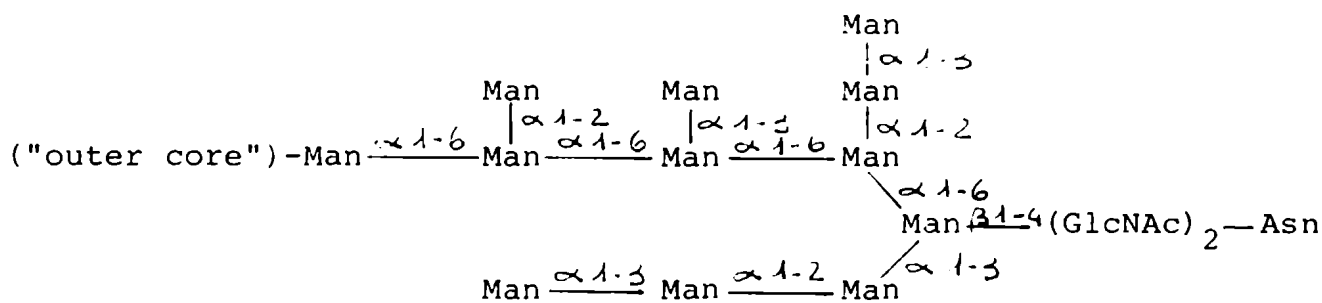 Man
α 1-3
Man Man Man
α 1-2 α 1-3 α 1-2
("outer core")-Man α 1-6 Man α 1-6 Man α 1-6 Man
α 1-6
Man β1-4 (GlcNAc)2—Asn
α 1-3
Man α 1-3 Man α 1-2 Man